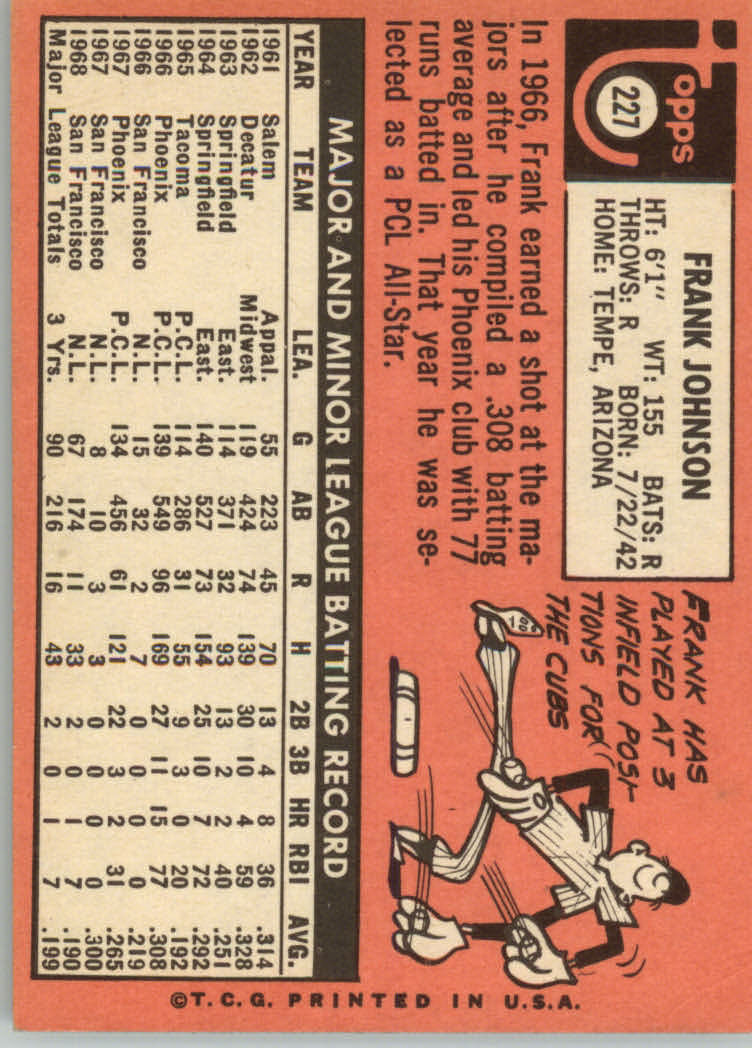 Topps
227
FRANK JOHNSON
HT: 6'1" WT: 155 BATS: R
THROWS: R BORN: 7/22/42
HOME: TEMPE, ARIZONA
In 1966, Frank earned a shot at the ma-
jors after he compiled a .308 batting
average and led his Phoenix club with 77
runs batted in. That year he was se-
lected as a PCL All-Star.
FRANK HAS
PLAYED AT 3
INFIELD POSI-
TIONS FOR
THE CUBS
MAJOR AND MINOR LEAGUE BATTING RECORD
YEAR TEAM LEA. G AB R H 2B 3B HR RBI AVG.
1961 Salem Appal. 55 223 45 70 13 4 8 36 .314
1962 Decatur Midwest 119 424 74 139 30 10 4 59 .328
1963 Springfield East. 114 371 32 93 13 2 2 40 .251
1964 Springfield East. 140 527 73 154 25 10 7 72 .292
1965 Tacoma P.C.L. 114 286 31 55 9 3 0 20 .192
1966 Phoenix P.C.L. 139 549 96 169 27 11 15 77 .308
1966 San Francisco N.L. 15 32 2 7 0 0 0 0 .219
1967 Phoenix P.C.L. 134 456 61 121 22 3 2 31 .265
1967 San Francisco N.L. 8 10 3 3 0 0 0 0 .300
1968 San Francisco N.L. 67 174 11 33 2 0 1 7 .190
Major League Totals 3 Yrs. 90 216 16 43 2 0 1 7 .199
©T.C.G. PRINTED IN U.S.A.